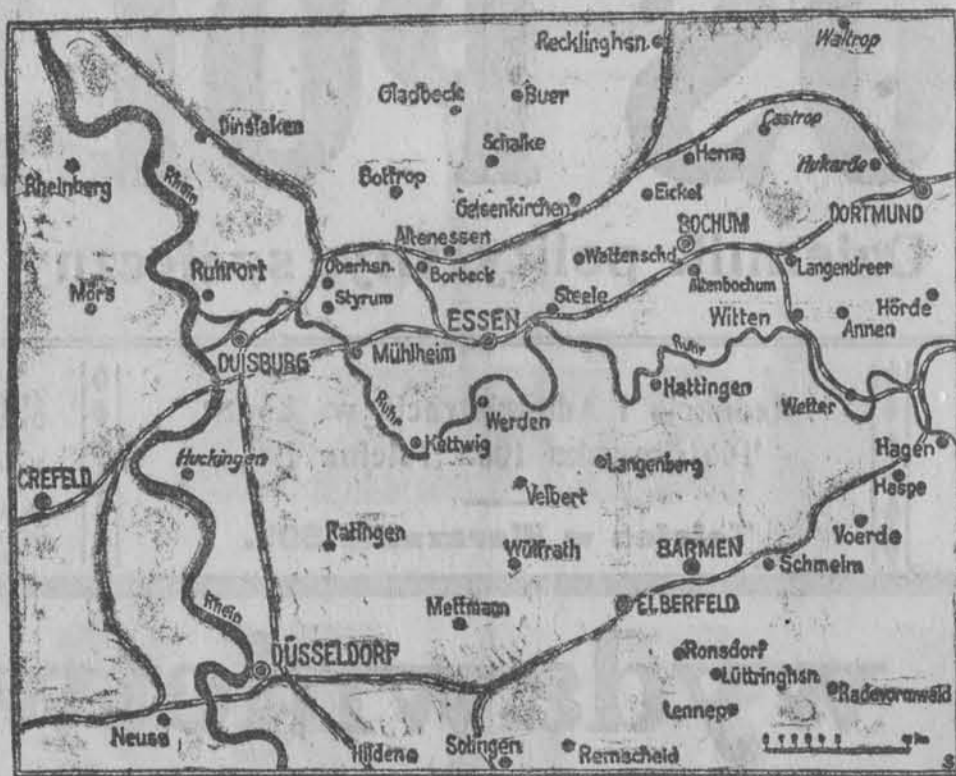 Recklinghsn.
Waltrop
Gladbeck
Buer
Dinslaken
Castrop
Schalke
Herne
Hukarde
Rheinberg
Rhein
Bottrop
Eickel
Gelsenkirchen
BOCHUM
DORTMUND
Altenessen
Wattenschd.
Langendreer
Oberhsn.
Borbeck
Altenbochum
Ruhrort
Mörs
Styrum
Steele
Hörde
ESSEN
Witten
Annen
DUISBURG
Mühlheim
Ruhr
Hattingen
Ruhr
Werden
Wetter
Kettwig
Hagen
Huckingen
Langenberg
CREFELD
Velbert
Haspe
Ratingen
Voerde
Wülfrath
BARMEN
Schmelm
Rhein
Mettmann
ELBERFELD
DÜSSELDORF
Ronsdorf
Lüttringhsn.
Radevormwald
Lennep
Neuss
Hilden
Solingen
Remscheid